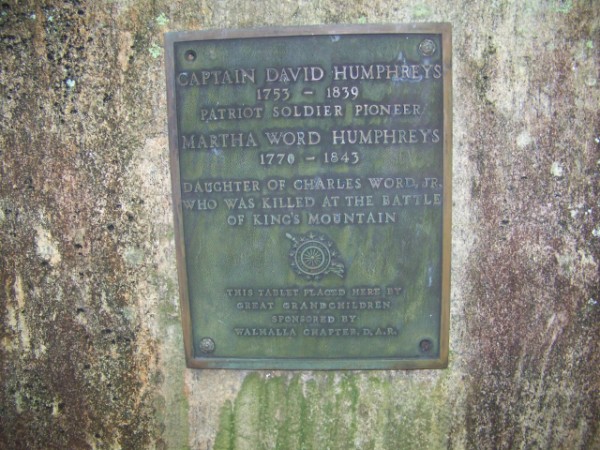 CAPTAIN DAVID HUMPHREYS
1753 - 1839
PATRIOT SOLDIER PIONEER
MARTHA WORD HUMPHREYS
1770 - 1843
DAUGHTER OF CHARLES WORD, JR.
WHO WAS KILLED AT THE BATTLE
OF KING'S MOUNTAIN
THIS TABLET PLACED HERE BY
GREAT GRANDCHILDREN
SPONSORED BY
WALHALLA CHAPTER, D.A.R.